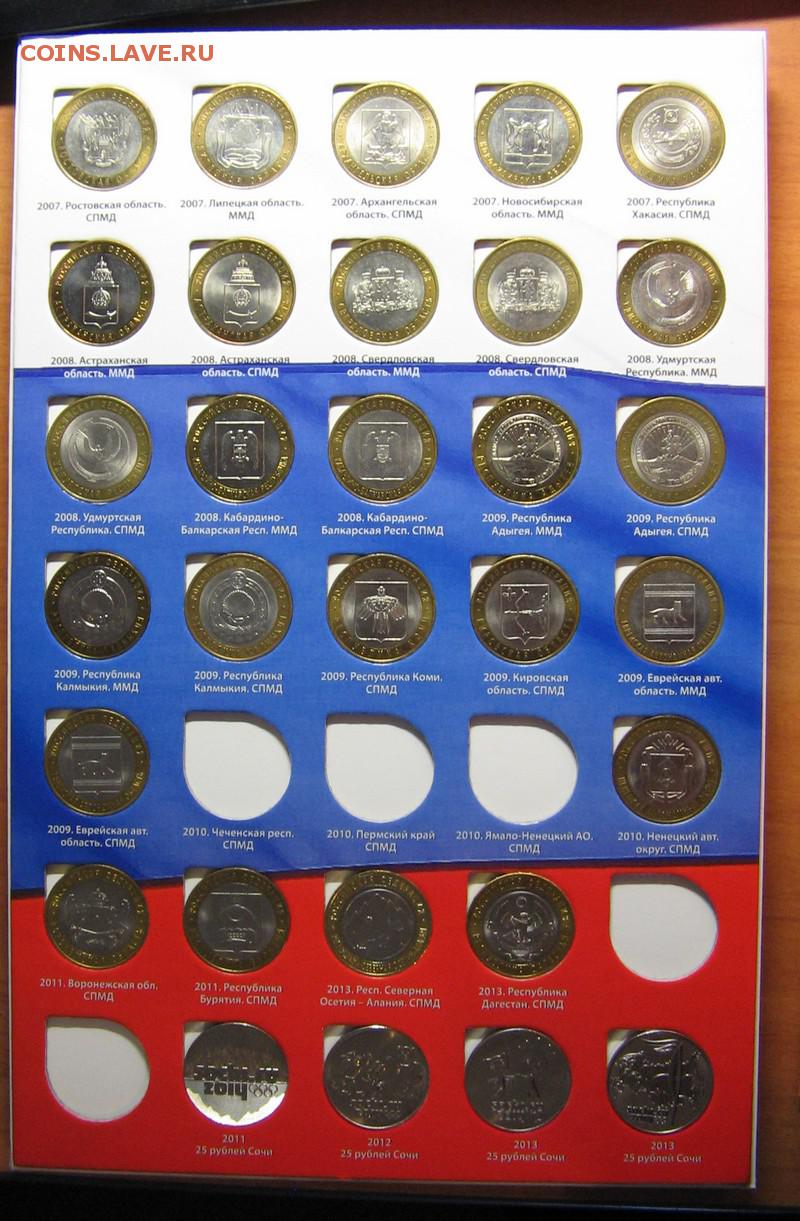 COINS.LAVE.RU
2007. Ростовская область.
СПМД
2007. Липецкая область.
ММД
2007. Архангельская
область. СПМД
2007. Новосибирская
область. ММД
2007. Республика
Хакасия. СПМД
2008. Астраханская
область. ММД
2008. Астраханская
область. СПМД
2008. Свердловская
область. ММД
2008. Свердловская
область. СПМД
2008. Удмуртская
Республика. ММД
2008. Удмуртская
Республика. СПМД
2008. Кабардино-
Балкарская Респ. ММД
2008. Кабардино-
Балкарская Респ. СПМД
2009. Республика
Адыгея. ММД
2009. Республика
Адыгея. СПМД
2009. Республика
Калмыкия. ММД
2009. Республика
Калмыкия. СПМД
2009. Республика Коми.
СПМД
2009. Кировская
область. СПМД
2009. Еврейская авт.
область. ММД
2009. Еврейская авт.
область. СПМД
2010. Чеченская респ.
СПМД
2010. Пермский край
СПМД
2010. Ямало-Ненецкий АО.
СПМД
2010. Ненецкий авт.
округ. СПМД
2011. Воронежская обл.
СПМД
2011. Республика
Бурятия. СПМД
2013. Респ. Северная
Осетия – Алания. СПМД
2013. Республика
Дагестан. СПМД
2011
25 рублей Сочи
2012
25 рублей Сочи
2013
25 рублей Сочи
2013
25 рублей Сочи